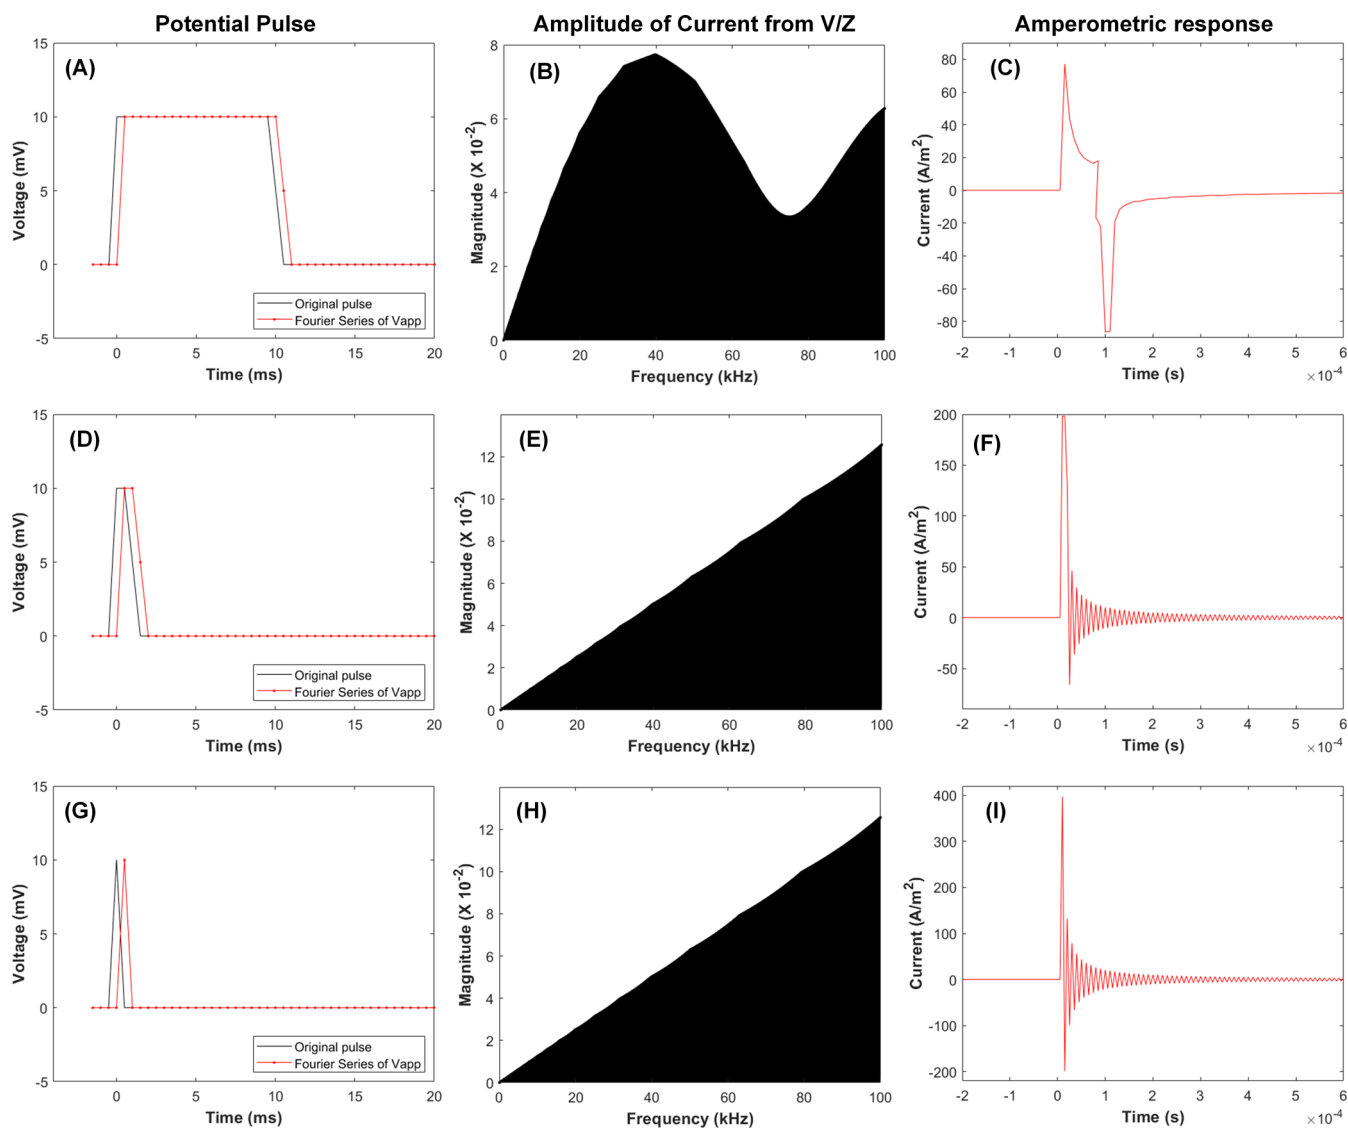 Potential Pulse
Amplitude of Current from V/Z
Amperometric response
(A)
15
10
5
0
-5
Voltage (mV)
0 5 10 15 20
Time (ms)
Original pulse
Fourier Series of Vapp
(B)
8
6
4
2
0
Magnitude (X 10-2)
0 20 40 60 80 100
Frequency (kHz)
(C)
80
60
40
20
0
-20
-40
-60
-80
Current (A/m2)
-2 -1 0 1 2 3 4 5 6
Time (s)
×10-4
(D)
15
10
5
0
-5
Voltage (mV)
0 5 10 15 20
Time (ms)
Original pulse
Fourier Series of Vapp
(E)
12
10
8
6
4
2
0
Magnitude (X 10-2)
0 20 40 60 80 100
Frequency (kHz)
(F)
200
150
100
50
0
-50
Current (A/m2)
-2 -1 0 1 2 3 4 5 6
Time (s)
×10-4
(G)
15
10
5
0
-5
Voltage (mV)
0 5 10 15 20
Time (ms)
Original pulse
Fourier Series of Vapp
(H)
12
10
8
6
4
2
0
Magnitude (X 10-2)
0 20 40 60 80 100
Frequency (kHz)
(I)
400
300
200
100
0
-100
-200
Current (A/m2)
-2 -1 0 1 2 3 4 5 6
Time (s)
×10-4